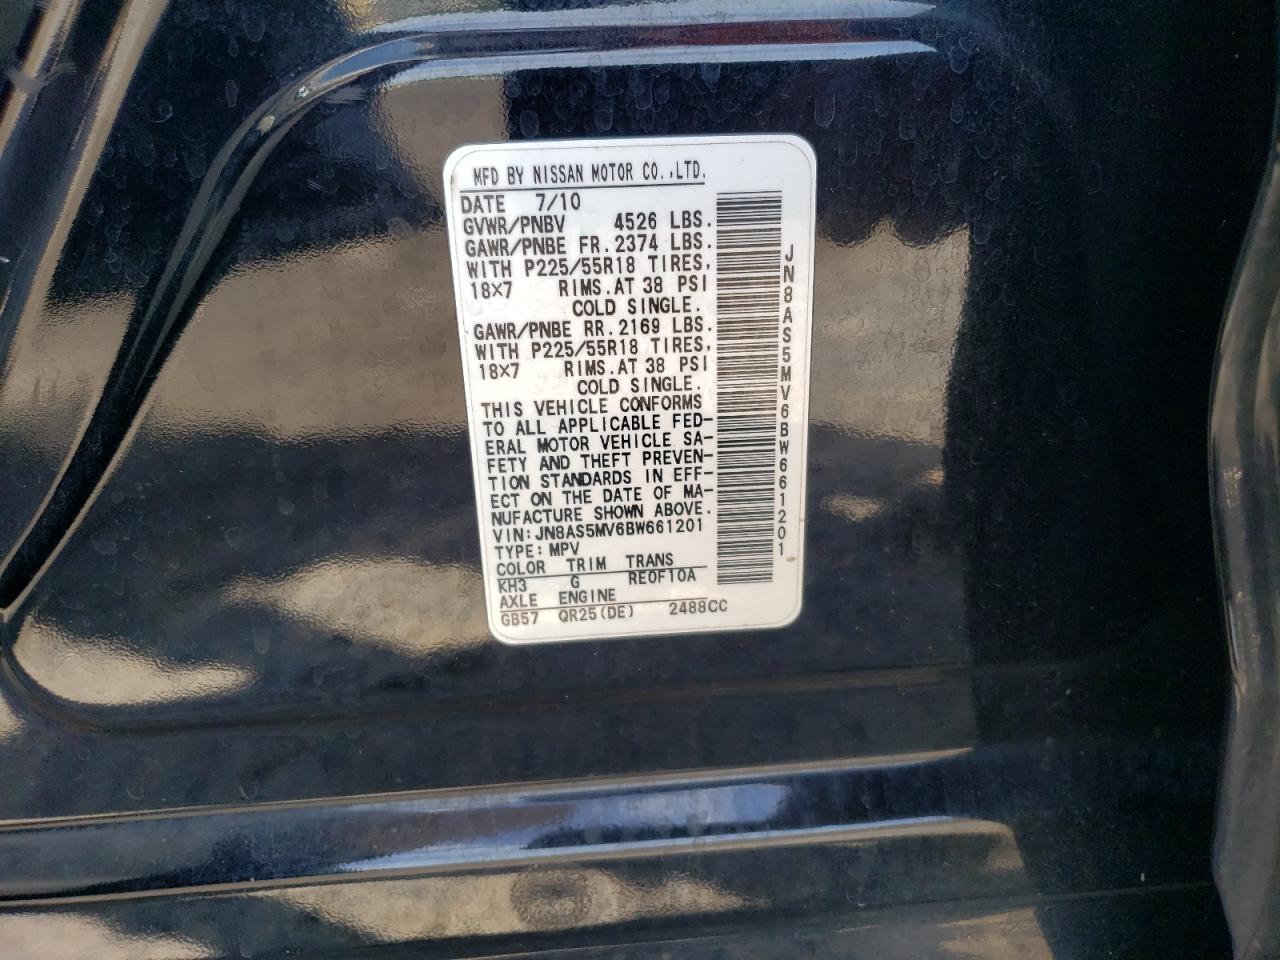 MFD BY NISSAN MOTOR CO.,LTD.
DATE 7/10
GVWR/PNBV 4526 LBS.
GAWR/PNBE FR. 2374 LBS.
WITH P225/55R18 TIRES,
18X7 RIMS.AT 38 PSI
COLD SINGLE.
GAWR/PNBE RR. 2169 LBS.
WITH P225/55R18 TIRES,
18X7 RIMS.AT 38 PSI
COLD SINGLE.
THIS VEHICLE CONFORMS
TO ALL APPLICABLE FED-
ERAL MOTOR VEHICLE SA-
FETY AND THEFT PREVEN-
TION STANDARDS IN EFF-
ECT ON THE DATE OF MA-
NUFACTURE SHOWN ABOVE.
VIN:JN8AS5MV6BW661201
TYPE:MPV
COLOR TRIM TRANS
KH3 G RE0F10A
AXLE ENGINE
GB57 QR25(DE) 2488CC
JN8AS5MV6BW661201